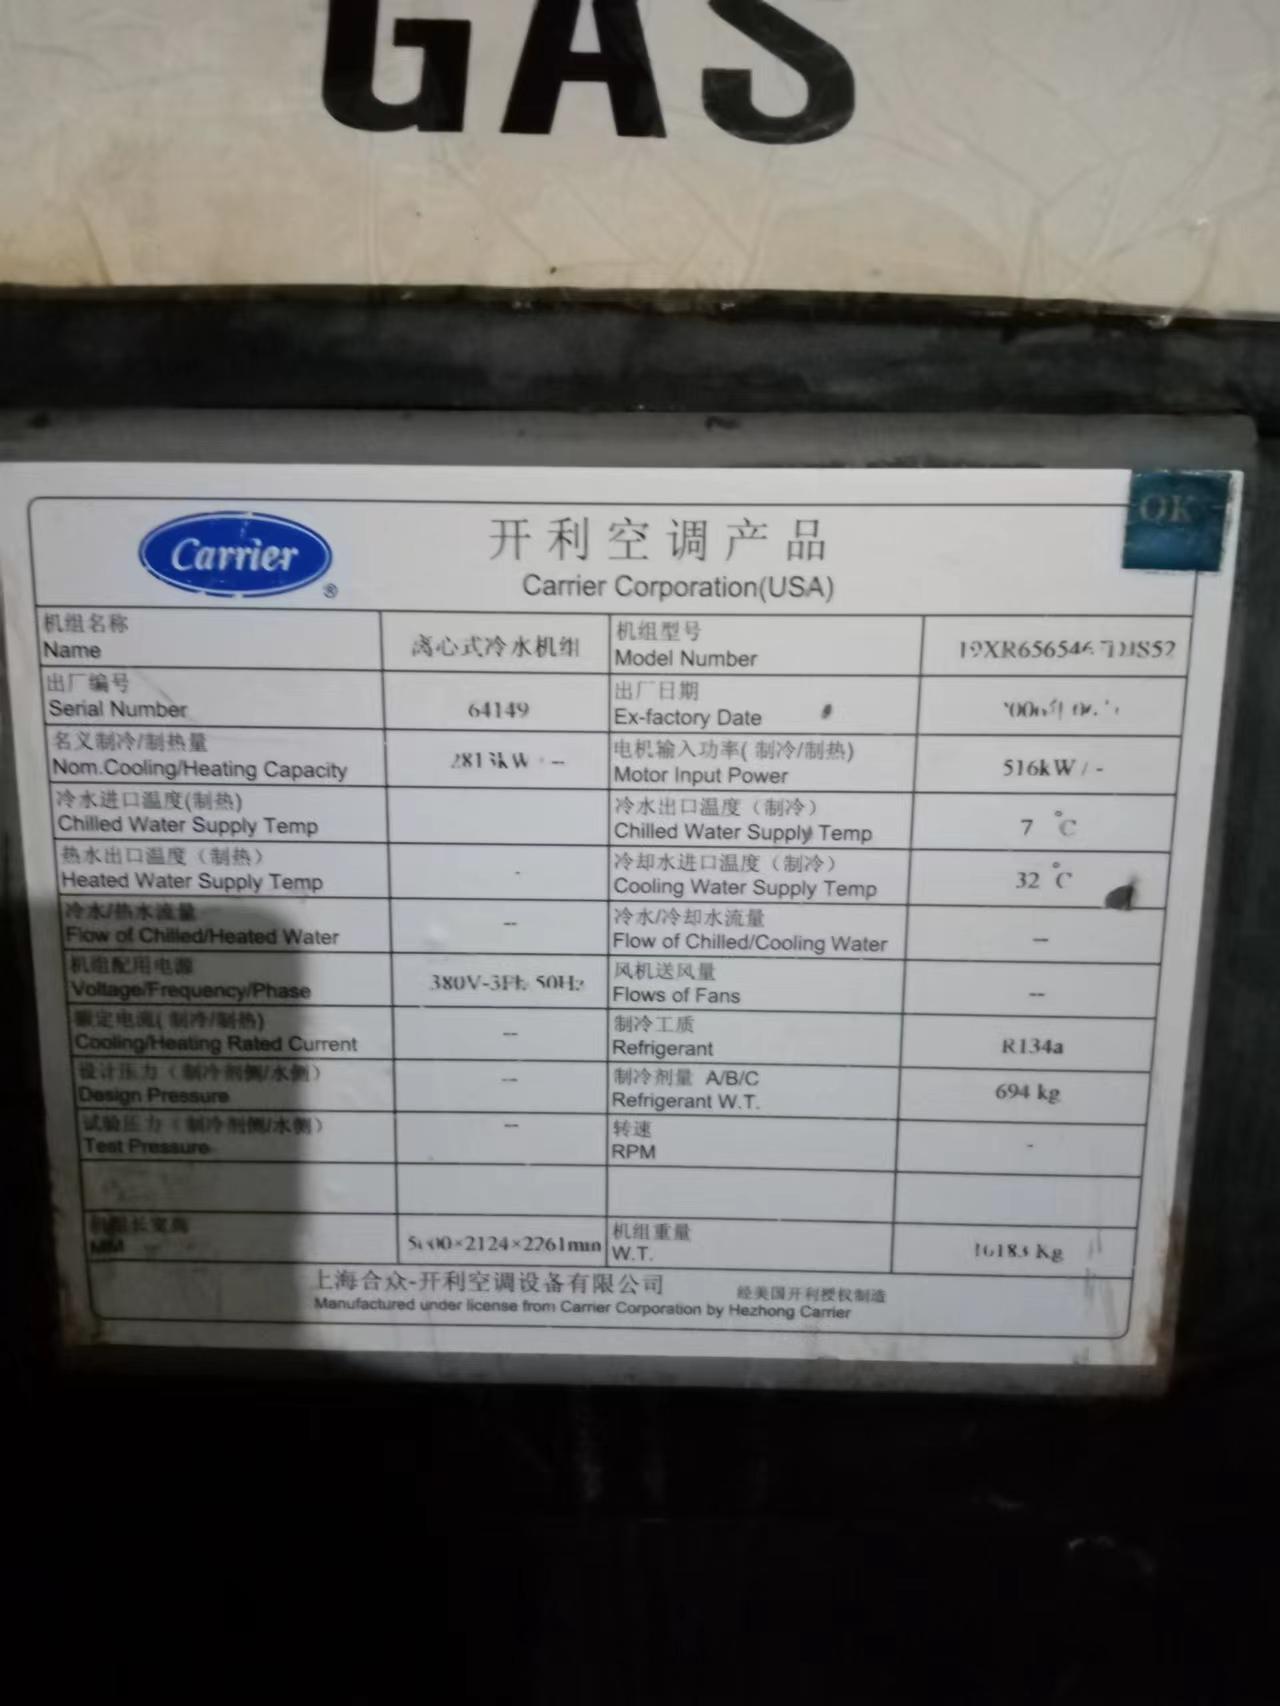 GAS
OK
Carrier
®
开利空调产品
Carrier Corporation(USA)
机组名称
Name
离心式冷水机组
机组型号
Model Number
出厂编号
Serial Number
64149
出厂日期
Ex-factory Date
名义制冷/制热量
Nom.Cooling/Heating Capacity
电机输入功率(制冷/制热)
Motor Input Power
516kW / -
冷水进口温度(制热)
Chilled Water Supply Temp
冷水出口温度（制冷）
Chilled Water Supply Temp
7 ℃
热水出口温度（制热）
Heated Water Supply Temp
-
冷却水进口温度（制冷）
Cooling Water Supply Temp
32 ℃
冷水/热水流量
Flow of Chilled/Heated Water
--
冷水/冷却水流量
Flow of Chilled/Cooling Water
--
机组配用电源
Voltage/Frequency/Phase
50Hz
风机送风量
Flows of Fans
--
额定电流(制冷/制热)
Cooling/Heating Rated Current
--
制冷工质
Refrigerant
R134a
设计压力（制冷剂侧/水侧）
Design Pressure
--
制冷剂量 A/B/C
Refrigerant W.T.
694 kg
试验压力（制冷剂侧/水侧）
Test Pressure
--
转速
RPM
-
机组长宽高
MM
机组重量
W.T.
Kg
上海合众-开利空调设备有限公司 经美国开利授权制造
Manufactured under license from Carrier Corporation by Hezhong Carrier